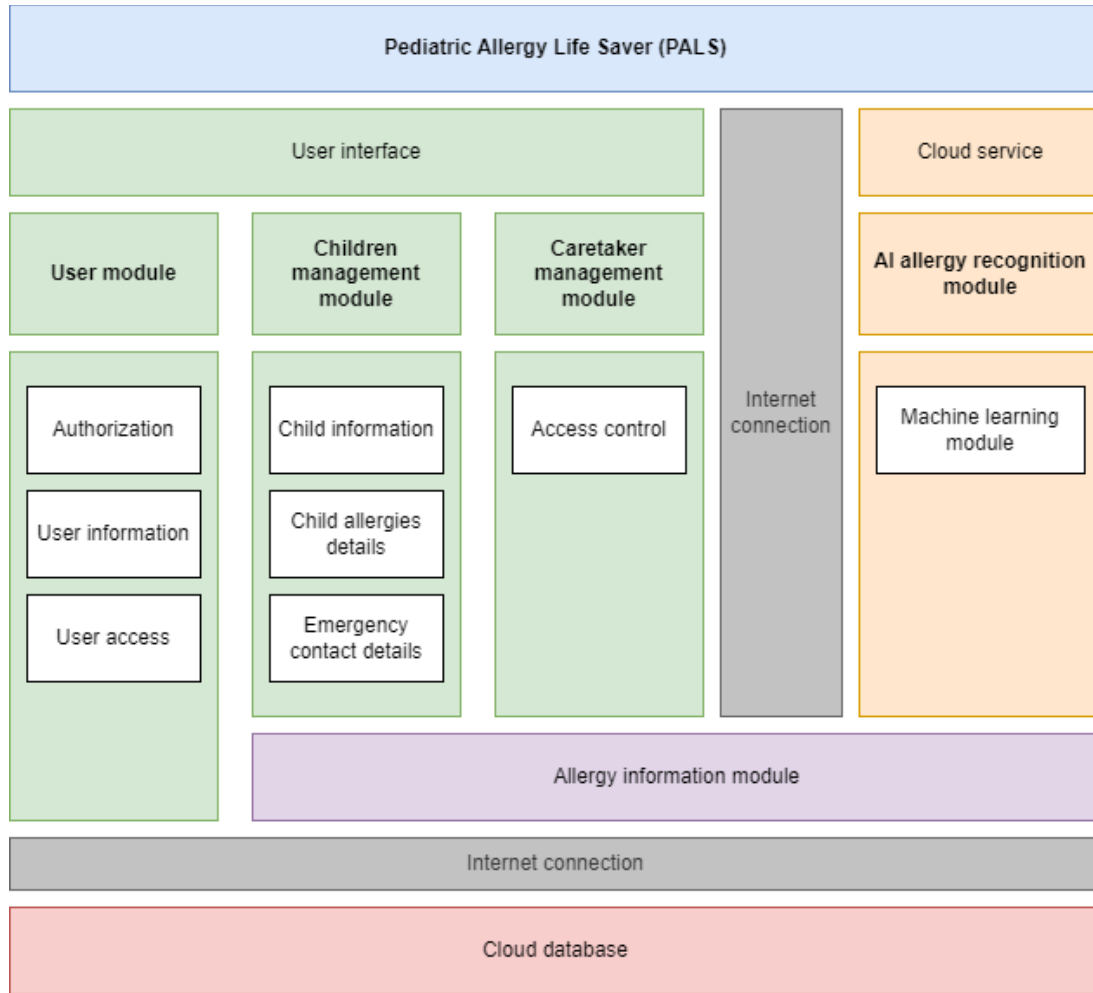 Pediatric Allergy Life Saver (PALS)
User interface
Cloud service
User module
Children
management
module
Caretaker
management
module
AI allergy recognition
module
Authorization
User information
User access
Child information
Child allergies
details
Emergency
contact details
Access control
Internet
connection
Machine learning
module
Allergy information module
Internet connection
Cloud database